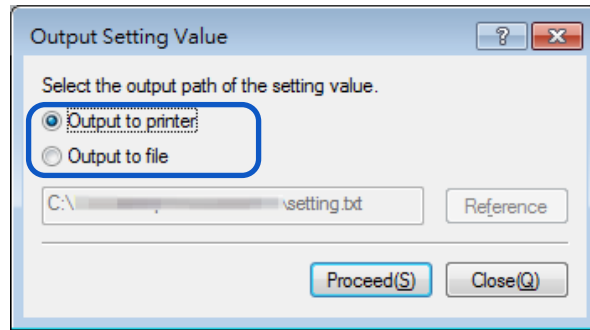 Output Setting Value
Select the output path of the setting value.
Output to printer
Output to file
C:\ \setting.txt Reference
Proceed(S) Close(Q)